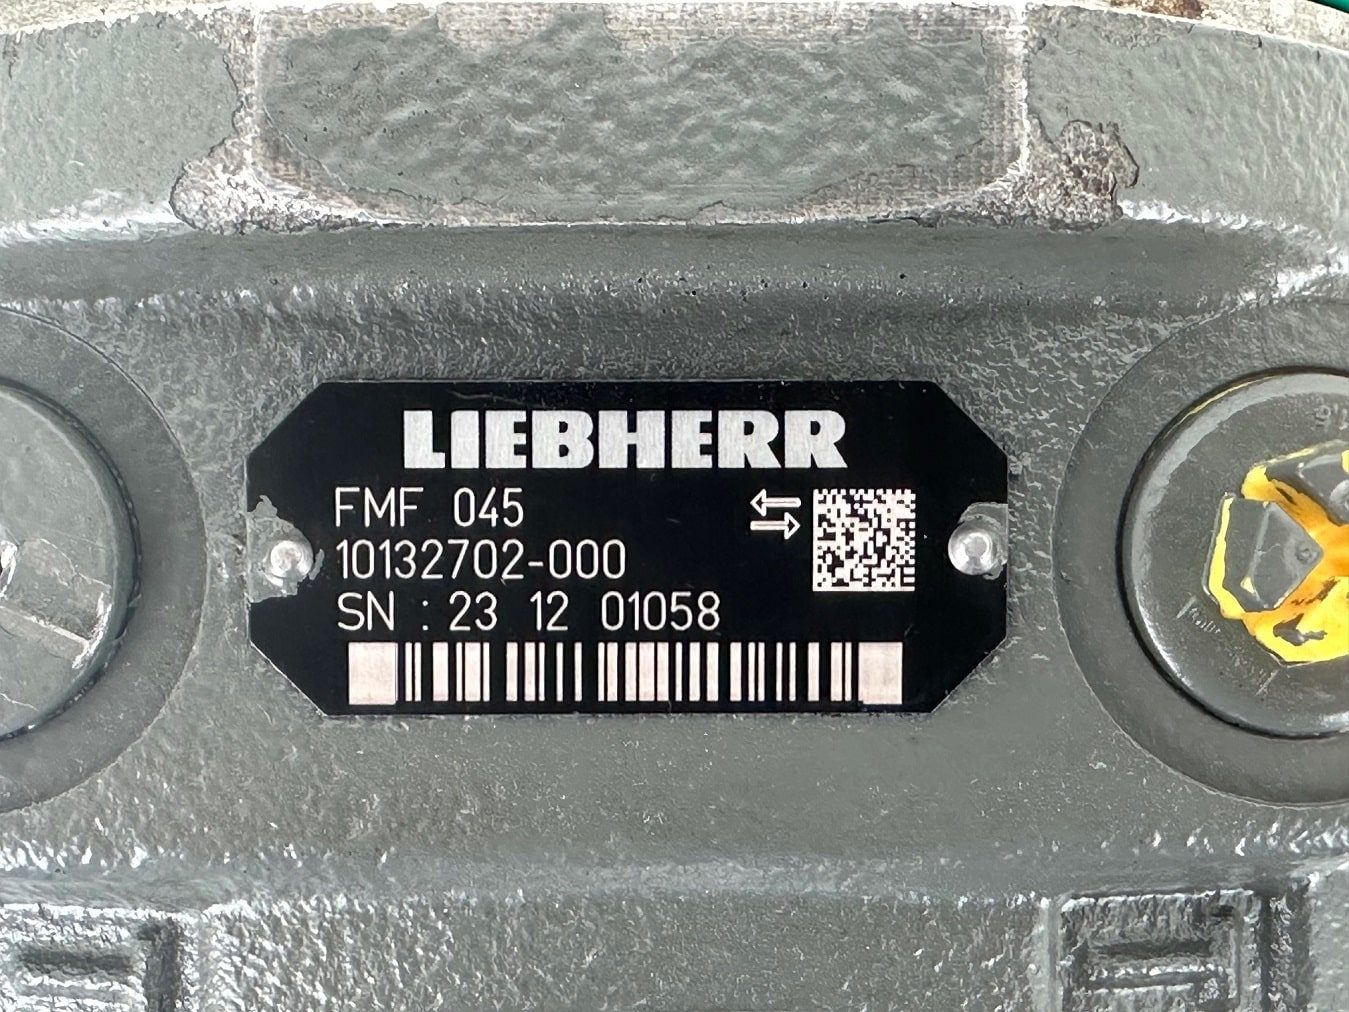 LIEBHERR
FMF 045
10132702-000
SN : 23 12 01058